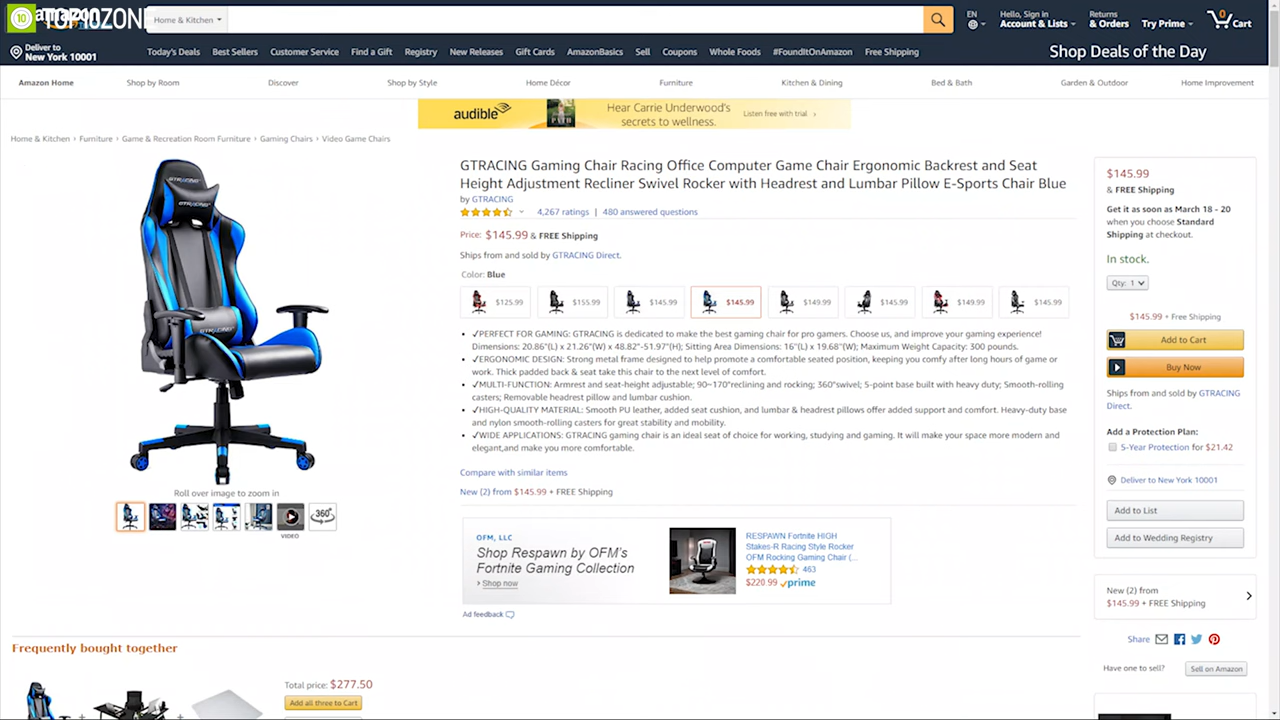 10 TOP10ZONE
amazon
Home & Kitchen
EN
Hello, Sign in
Account & Lists
Returns
& Orders
Try Prime
0
Cart
Deliver to
New York 10001
Today's Deals Best Sellers Customer Service Find a Gift Registry New Releases Gift Cards AmazonBasics Sell Coupons Whole Foods #FoundItOnAmazon Free Shipping
Shop Deals of the Day
Amazon Home Shop by Room Discover Shop by Style Home Décor Furniture Kitchen & Dining Bed & Bath Garden & Outdoor Home Improvement
audible
PATH
Hear Carrie Underwood's
secrets to wellness.
Listen free with trial ›
Home & Kitchen › Furniture › Game & Recreation Room Furniture › Gaming Chairs › Video Game Chairs
GTRACING
GTRACING
Roll over image to zoom in
360°
VIDEO
GTRACING Gaming Chair Racing Office Computer Game Chair Ergonomic Backrest and Seat
Height Adjustment Recliner Swivel Rocker with Headrest and Lumbar Pillow E-Sports Chair Blue
by GTRACING
4,267 ratings | 480 answered questions
Price: $145.99 & FREE Shipping
Ships from and sold by GTRACING Direct.
Color: Blue
$125.99 $155.99 $145.99 $145.99 $149.99 $145.99 $149.99 $145.99
• ✓PERFECT FOR GAMING: GTRACING is dedicated to make the best gaming chair for pro gamers. Choose us, and improve your gaming experience!
Dimensions: 20.86"(L) x 21.26"(W) x 48.82"-51.97"(H); Sitting Area Dimensions: 16"(L) x 19.68"(W); Maximum Weight Capacity: 300 pounds.
• ✓ERGONOMIC DESIGN: Strong metal frame designed to help promote a comfortable seated position, keeping you comfy after long hours of game or
work. Thick padded back & seat take this chair to the next level of comfort.
• ✓MULTI-FUNCTION: Armrest and seat-height adjustable; 90~170°reclining and rocking; 360°swivel; 5-point base built with heavy duty; Smooth-rolling
casters; Removable headrest pillow and lumbar cushion.
• ✓HIGH-QUALITY MATERIAL: Smooth PU leather, added seat cushion, and lumbar & headrest pillows offer added support and comfort. Heavy-duty base
and nylon smooth-rolling casters for great stability and mobility.
• ✓WIDE APPLICATIONS: GTRACING gaming chair is an ideal seat of choice for working, studying and gaming. It will make your space more modern and
elegant,and make you more comfortable.
Compare with similar items
New (2) from $145.99 + FREE Shipping
OFM, LLC
Shop Respawn by OFM's
Fortnite Gaming Collection
› Shop now
RESPAWN Fortnite HIGH
Stakes-R Racing Style Rocker
OFM Rocking Gaming Chair (...
463
$220.99 prime
Ad feedback
$145.99
& FREE Shipping
Get it as soon as March 18 - 20
when you choose Standard
Shipping at checkout.
In stock.
Qty: 1
$145.99 + Free Shipping
Add to Cart
Buy Now
Ships from and sold by GTRACING
Direct.
Add a Protection Plan:
5-Year Protection for $21.42
Deliver to New York 10001
Add to List
Add to Wedding Registry
New (2) from
$145.99 + FREE Shipping
Share
Have one to sell?
Sell on Amazon
Frequently bought together
Total price: $277.50
Add all three to Cart
+ +